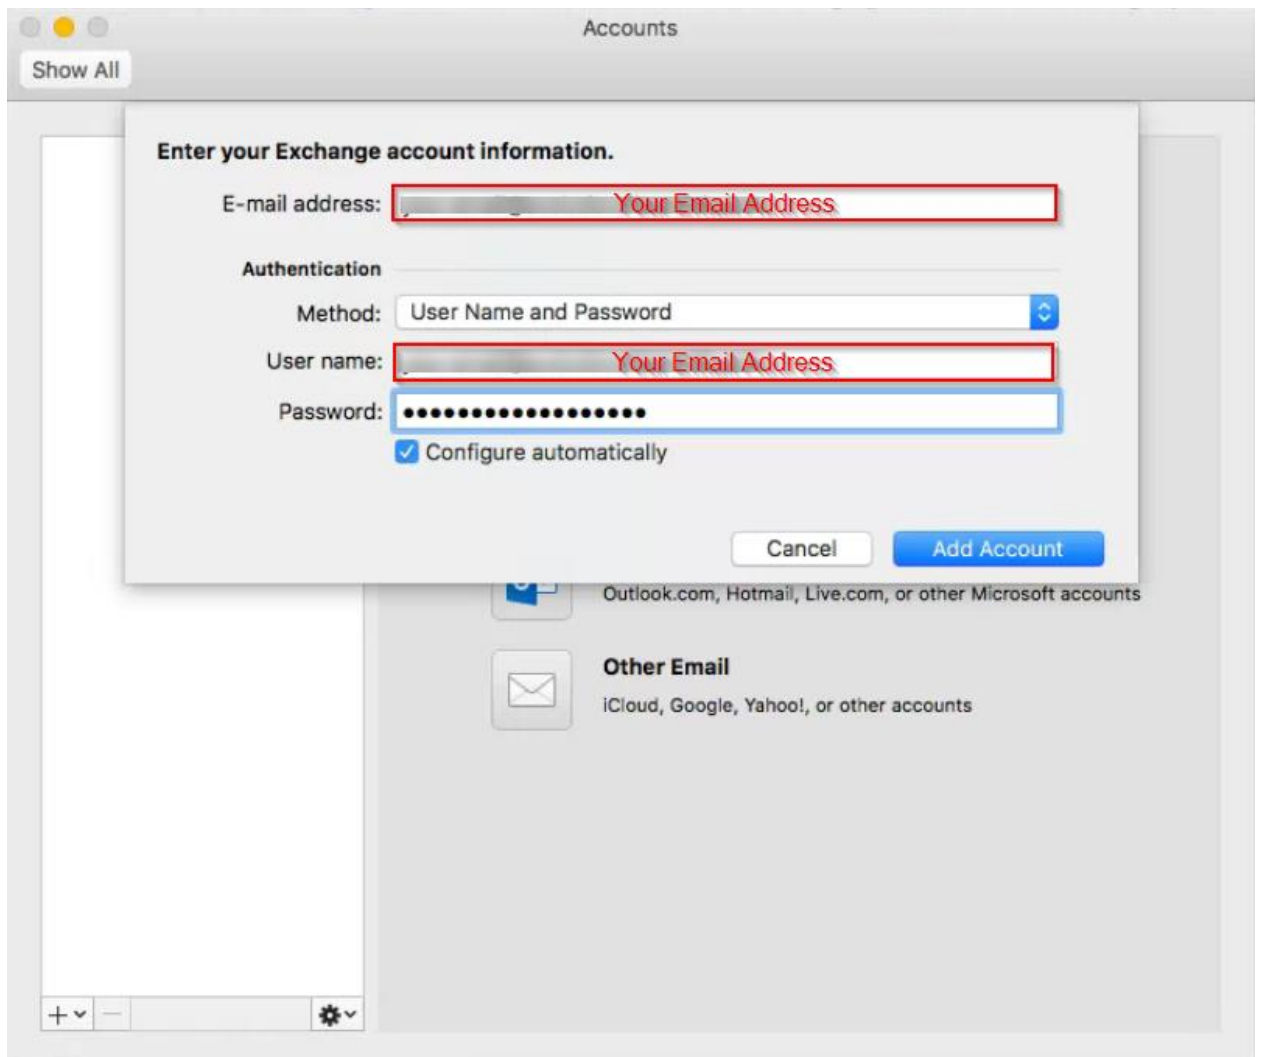 Accounts
Show All
Enter your Exchange account information.
E-mail address: Your Email Address
Authentication
Method: User Name and Password
User name: Your Email Address
Password: ••••••••••••••••••
Configure automatically
Cancel Add Account
Outlook.com, Hotmail, Live.com, or other Microsoft accounts
Other Email
iCloud, Google, Yahoo!, or other accounts